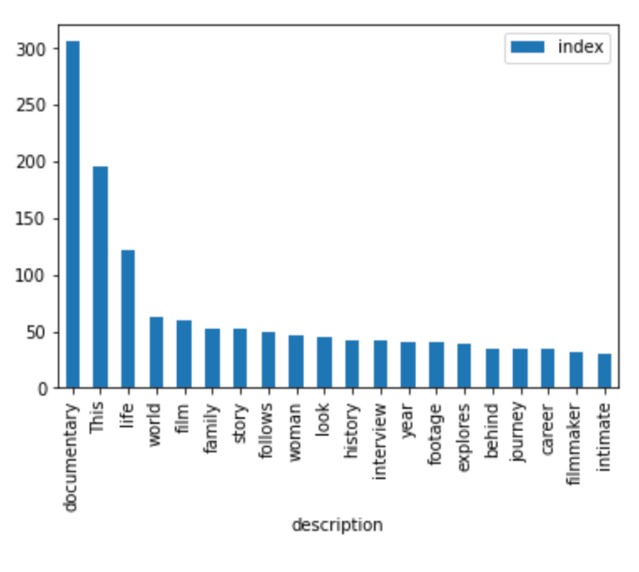 300
250
200
150
100
50
0
index
documentary
This
life
world
film
family
story
follows
woman
look
history
interview
year
footage
explores
behind
journey
career
filmmaker
intimate
description